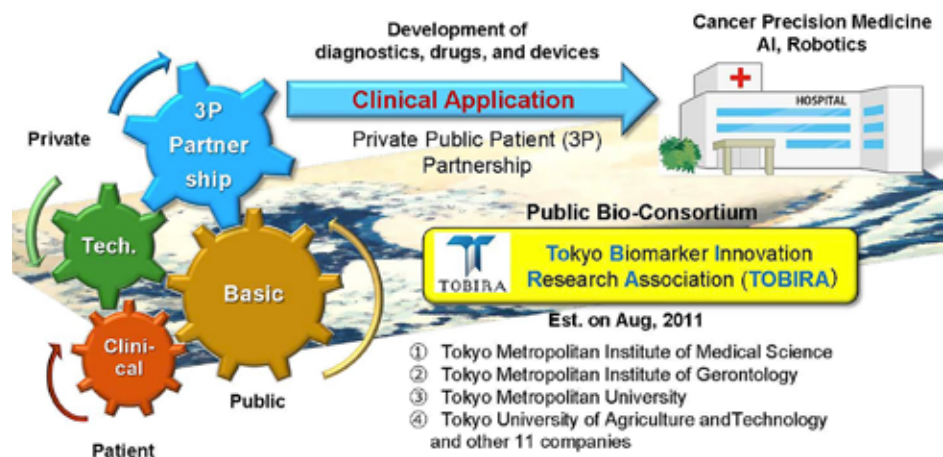 Development of
diagnostics, drugs, and devices
Cancer Precision Medicine
AI, Robotics
Clinical Application
HOSPITAL
Private Public Patient (3P)
Partnership
Private
3P
Partner
ship
Tech.
Basic
Clini-
cal
Public
Patient
Public Bio-Consortium
TOBIRA
Tokyo Biomarker Innovation
Research Association (TOBIRA)
Est. on Aug, 2011
① Tokyo Metropolitan Institute of Medical Science
② Tokyo Metropolitan Institute of Gerontology
③ Tokyo Metropolitan University
④ Tokyo University of Agriculture andTechnology
and other 11 companies